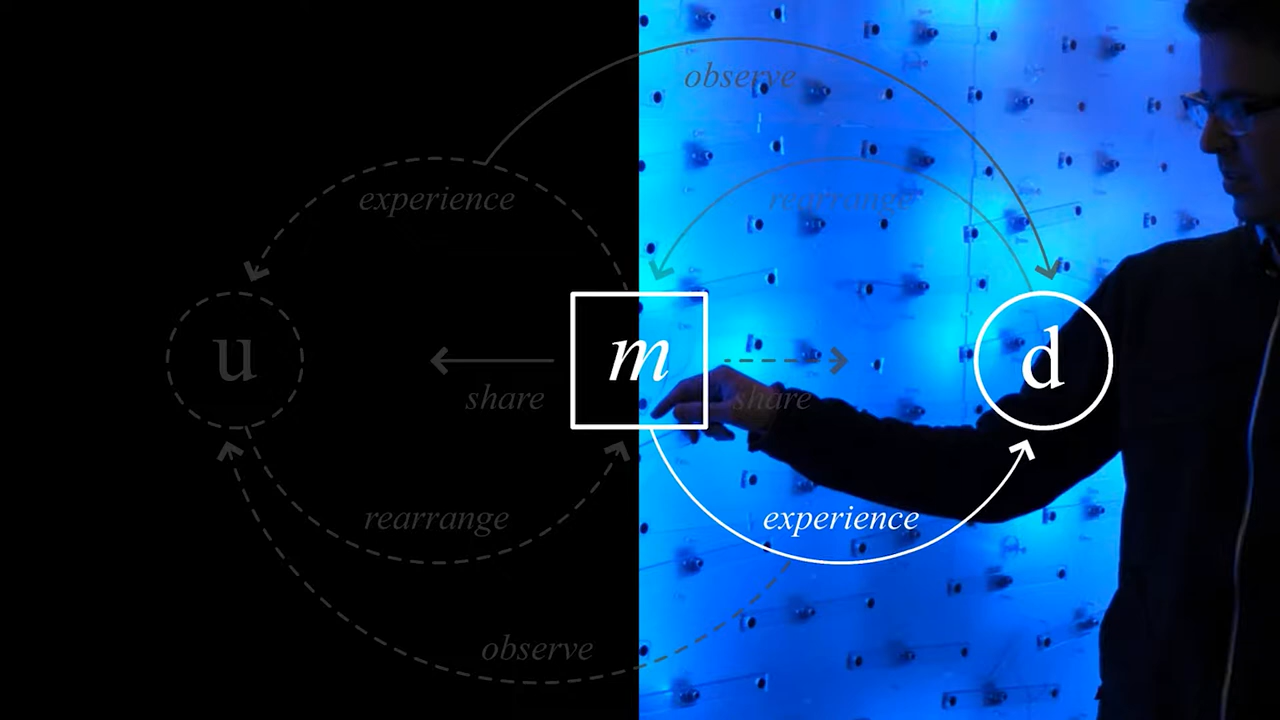 observe
experience
rearrange
u
m
d
share
share
rearrange
experience
observe